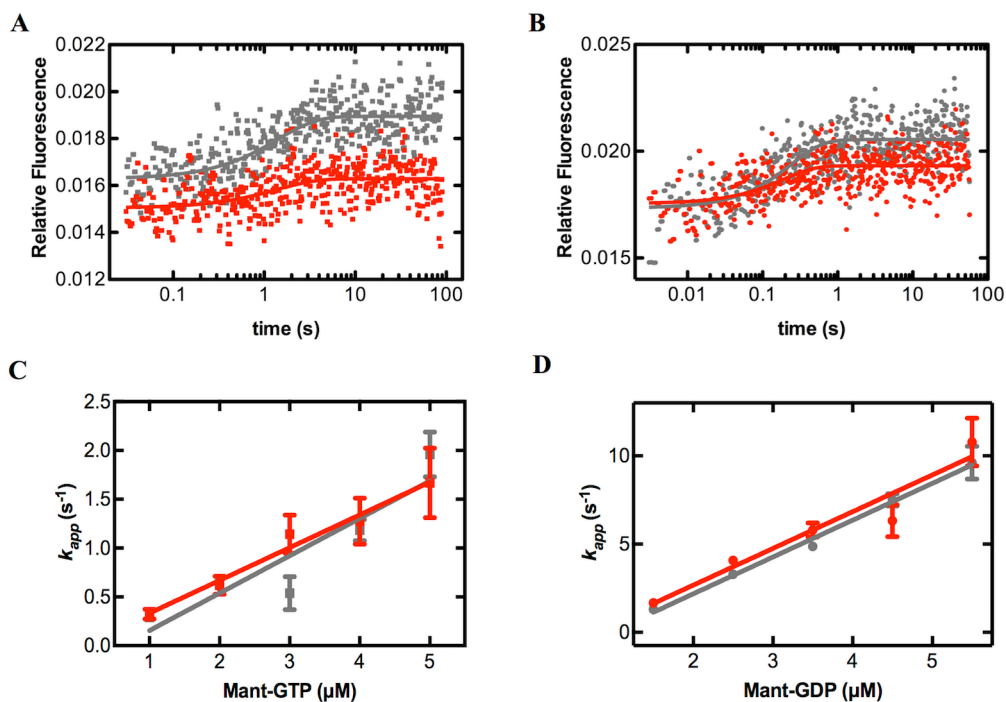 A
B
0.022
0.020
0.018
0.016
0.014
0.012
Relative Fluorescence
0.1 1 10 100
time (s)
0.025
0.020
0.015
Relative Fluorescence
0.01 0.1 1 10 100
time (s)
C
D
2.5
2.0
1.5
1.0
0.5
0.0
kapp (s-1)
1 2 3 4 5
Mant-GTP (µM)
10
5
0
kapp (s-1)
2 3 4 5
Mant-GDP (µM)